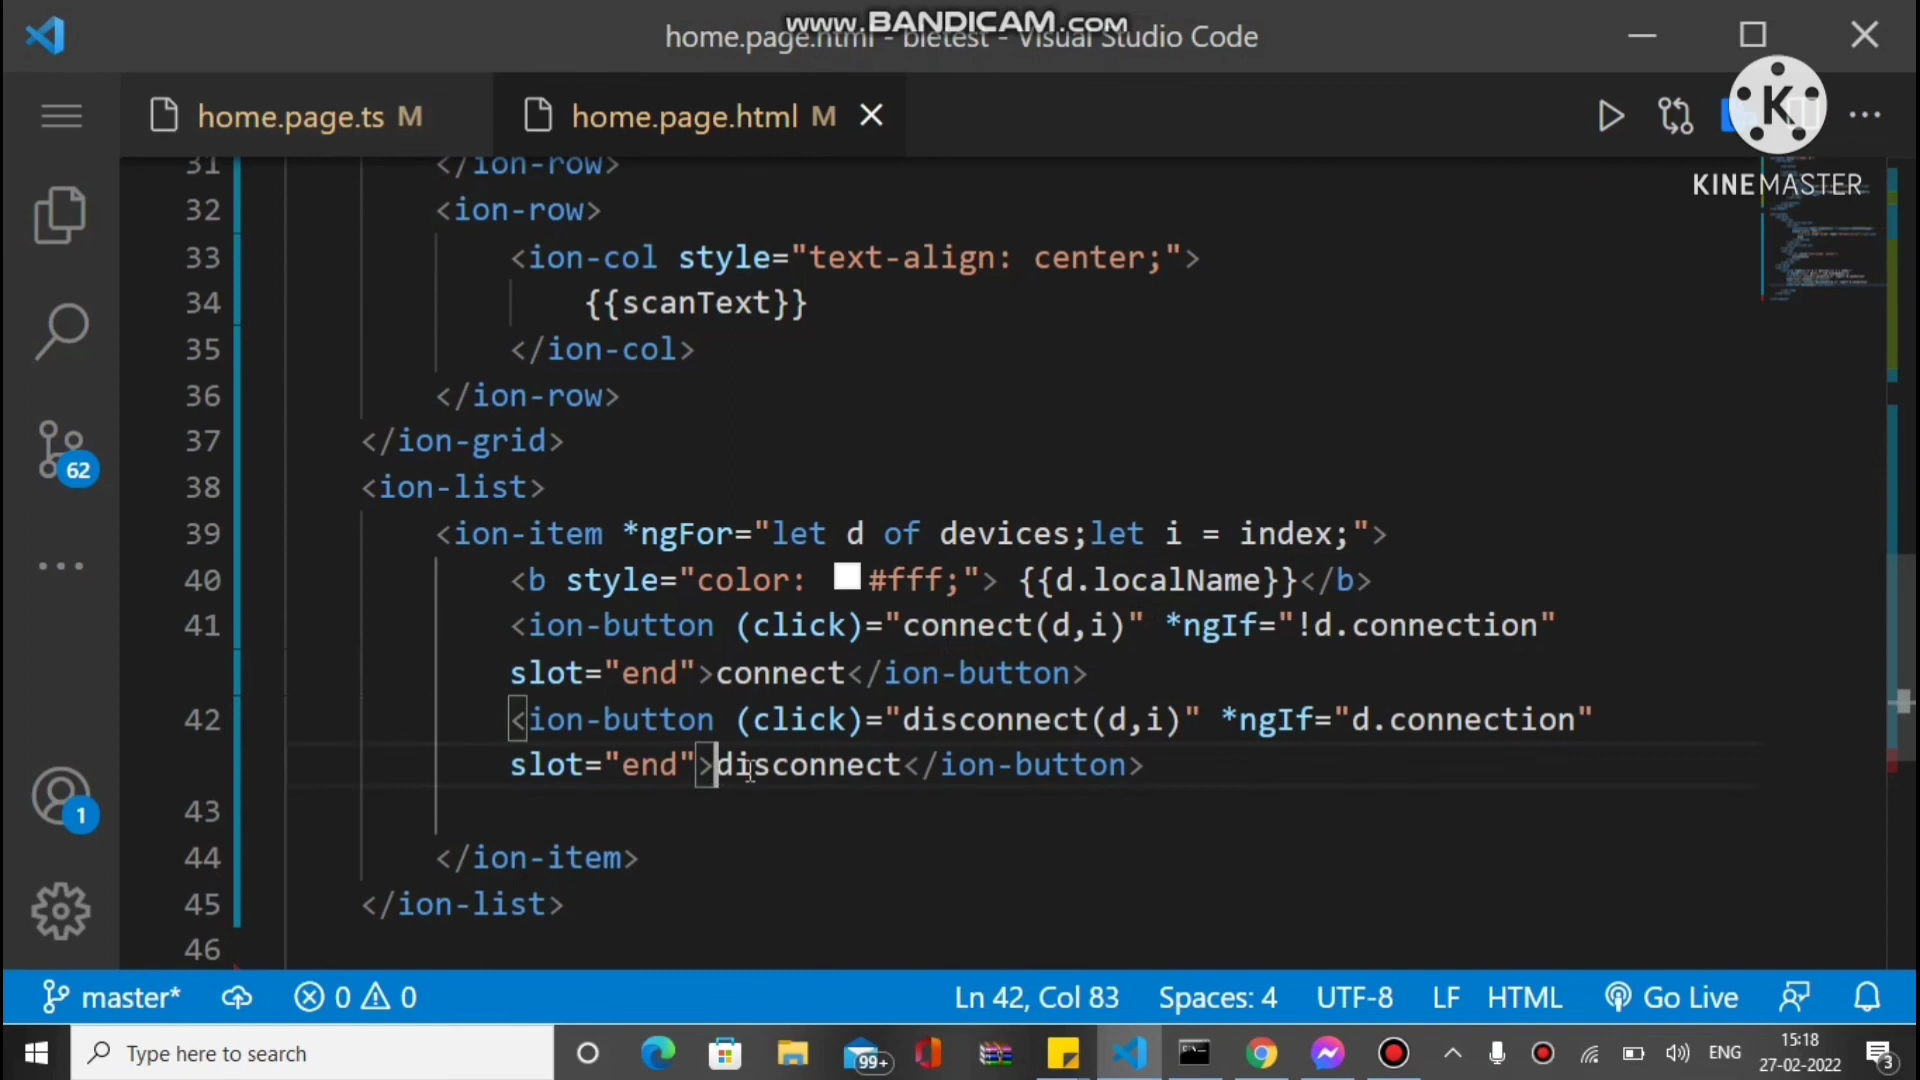 www.BANDICAM.com
home.page.html - bletest - Visual Studio Code
home.page.ts M
home.page.html M
K
KINEMASTER
31 </ion-row>
32 <ion-row>
33 <ion-col style="text-align: center;">
34 {{scanText}}
35 </ion-col>
36 </ion-row>
37 </ion-grid>
38 <ion-list>
39 <ion-item *ngFor="let d of devices;let i = index;">
40 <b style="color: #fff;"> {{d.localName}}</b>
41 <ion-button (click)="connect(d,i)" *ngIf="!d.connection"
slot="end">connect</ion-button>
42 <ion-button (click)="disconnect(d,i)" *ngIf="d.connection"
slot="end">disconnect</ion-button>
43
44 </ion-item>
45 </ion-list>
46
62
1
master* 0 0 Ln 42, Col 83 Spaces: 4 UTF-8 LF HTML Go Live
Type here to search 99+ ENG 15:18
27-02-2022
3